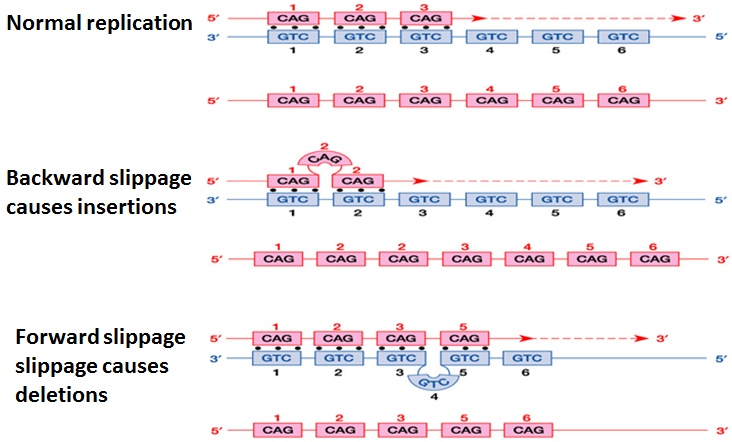 Normal replication
1 2 3
5′ CAG CAG CAG 3′
3′ GTC GTC GTC GTC GTC GTC 5′
1 2 3 4 5 6
1 2 3 4 5 6
5′ CAG CAG CAG CAG CAG CAG 3′
Backward slippage
causes insertions
2
CAG
1 2
5′ CAG CAG 3′
3′ GTC GTC GTC GTC GTC GTC 5′
1 2 3 4 5 6
1 2 2 3 4 5 6
5′ CAG CAG CAG CAG CAG CAG CAG 3′
Forward slippage
slippage causes
deletions
1 2 3 5
5′ CAG CAG CAG CAG 3′
3′ GTC GTC GTC GTC GTC 5′
1 2 3 5 6
GTC
4
1 2 3 5 6
5′ CAG CAG CAG CAG CAG 3′